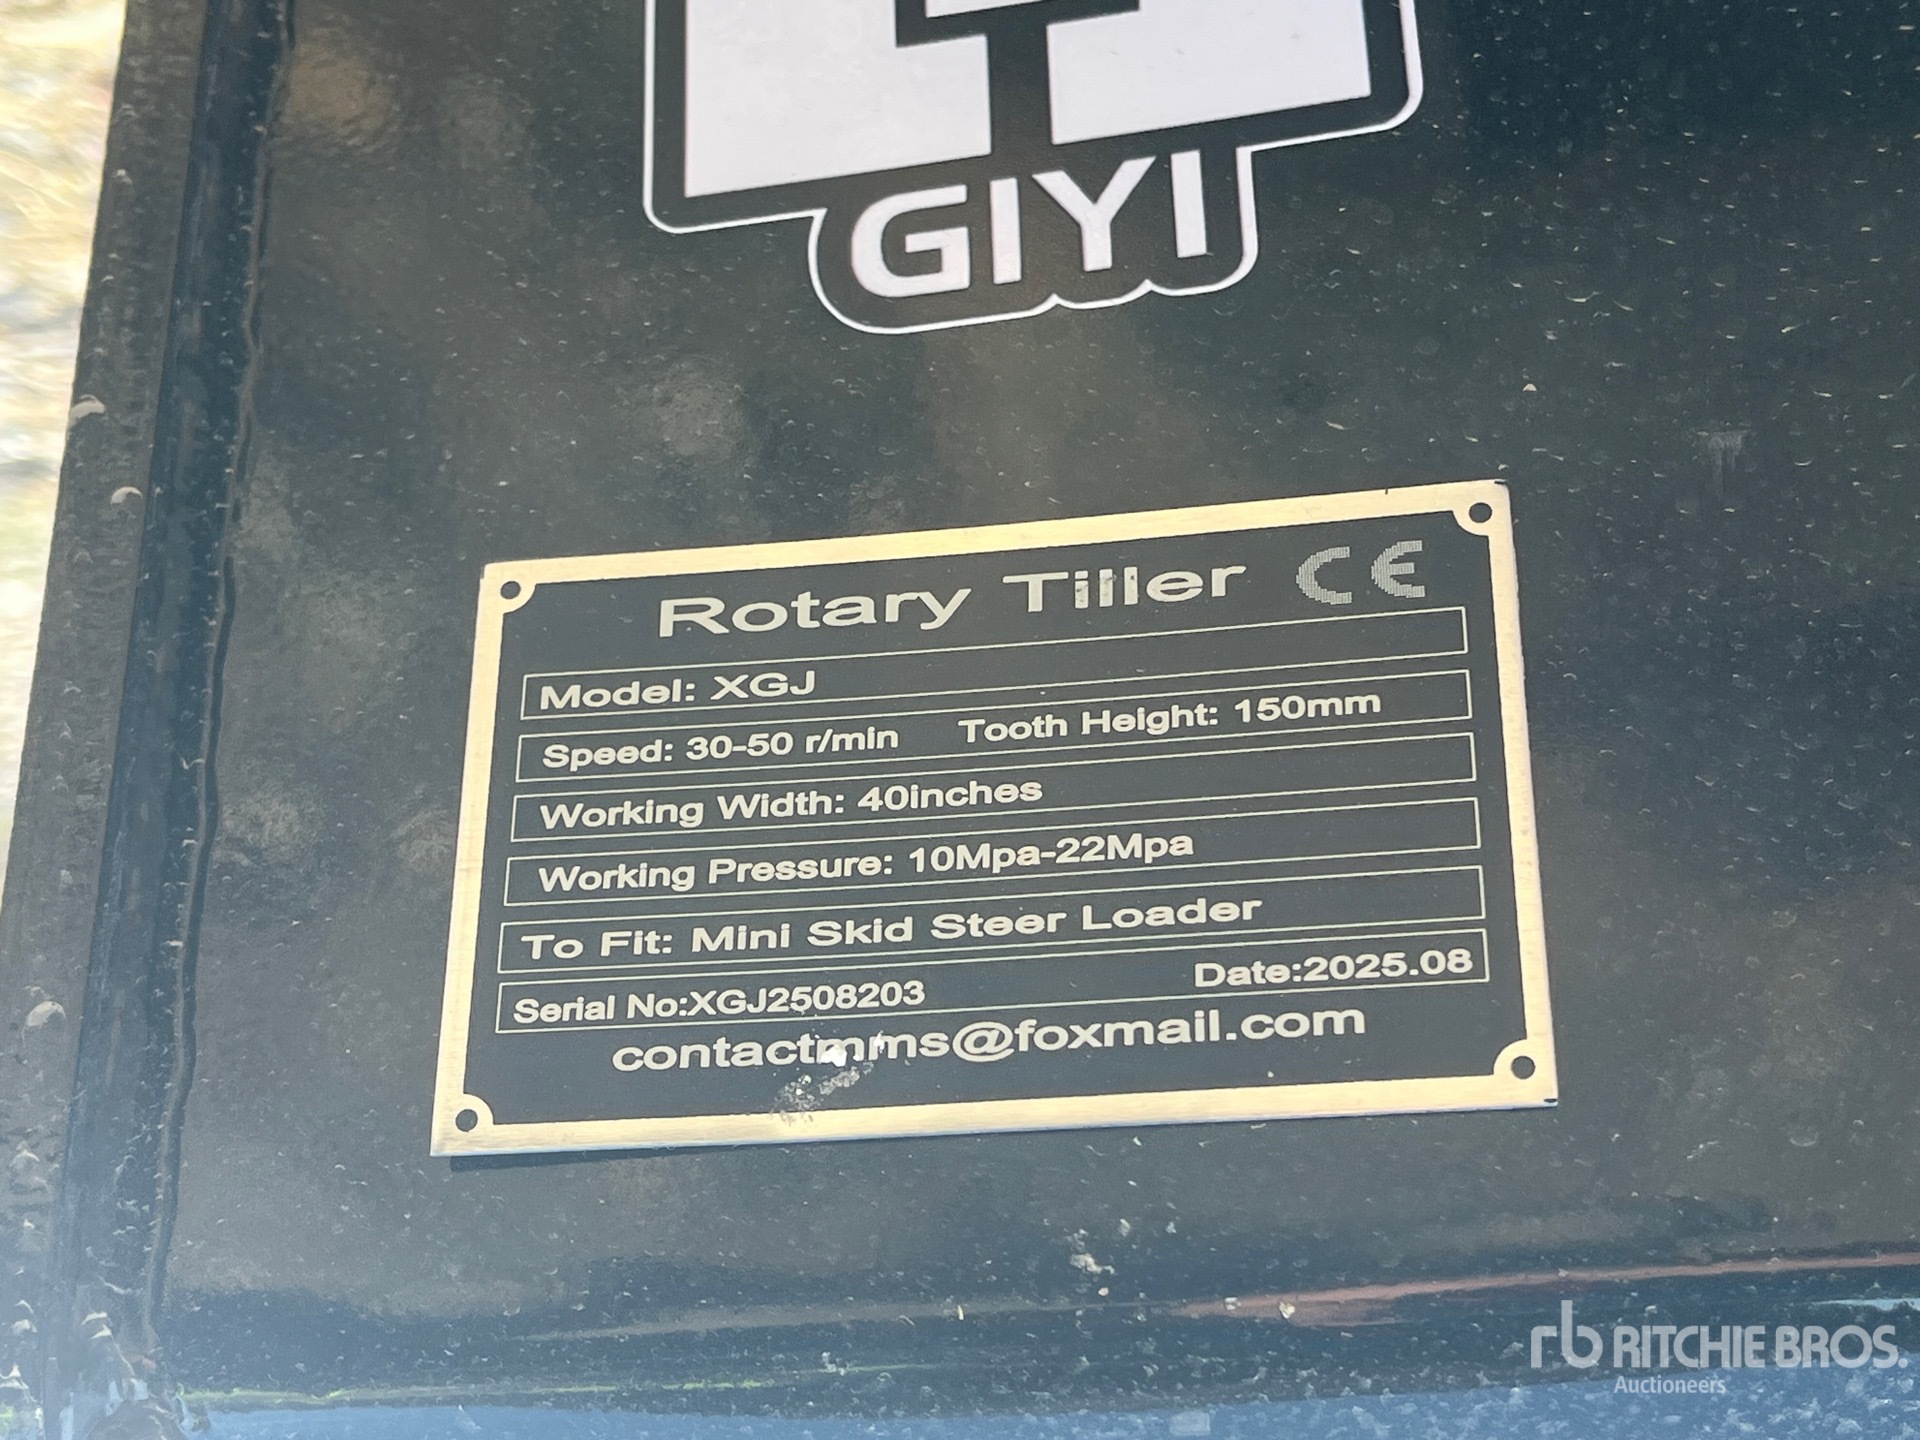 GIYI
Rotary Tiller CE
Model: XGJ
Speed: 30-50 r/min Tooth Height: 150mm
Working Width: 40inches
Working Pressure: 10Mpa-22Mpa
To Fit: Mini Skid Steer Loader
Serial No:XGJ2508203 Date:2025.08
contactmms@foxmail.com
rb RITCHIE BROS.
Auctioneers